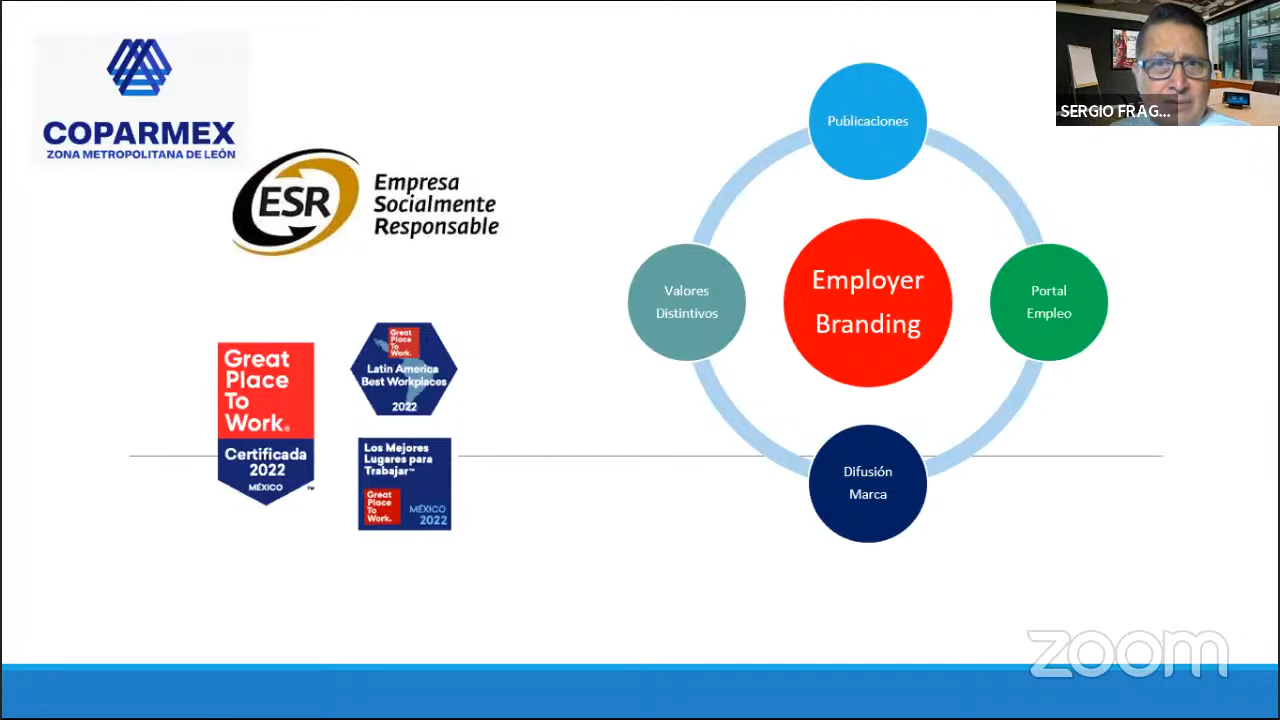 COPARMEX
ZONA METROPOLITANA DE LEÓN
ESR
Empresa
Socialmente
Responsable
Great
Place
To
Work®
Certificada
2022
MÉXICO
TM
Great
Place
To
Work.
Latin America
Best Workplaces
2022
Los Mejores
Lugares para
Trabajar™
Great
Place
To
Work.
MÉXICO
2022
Publicaciones
Valores
Distintivos
Employer
Branding
Portal
Empleo
Difusión
Marca
SERGIO FRAG...
zoom